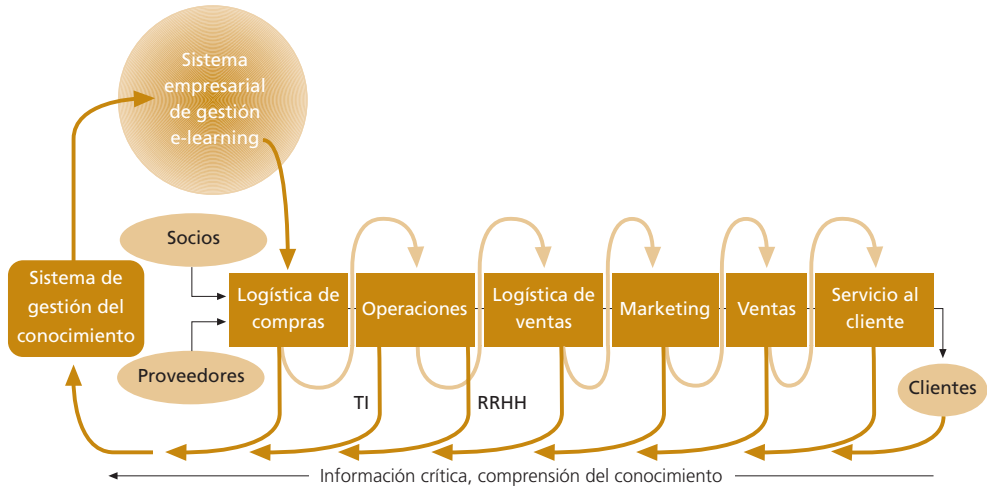 Sistema
empresarial
de gestión
e-learning
Socios
Sistema de
gestión del
conocimiento
Proveedores
Logística de
compras
Operaciones
Logística de
ventas
Marketing
Ventas
Servicio al
cliente
Clientes
TI
RRHH
Información crítica, comprensión del conocimiento